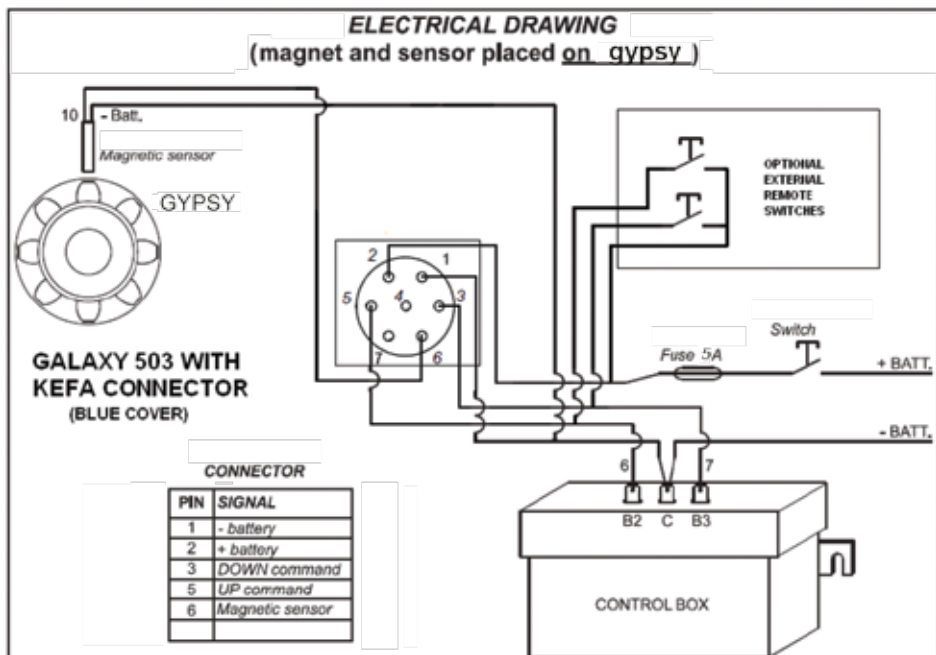 ELECTRICAL DRAWING
(magnet and sensor placed on gypsy )
10
- Batt.
Magnetic sensor
GYPSY
OPTIONAL
EXTERNAL
REMOTE
SWITCHES
2
1
5
4
3
7
6
Fuse 5A
Switch
+ BATT.
- BATT.
GALAXY 503 WITH
KEFA CONNECTOR
(BLUE COVER)
CONNECTOR
PIN SIGNAL
1 - battery
2 + battery
3 DOWN command
5 UP command
6 Magnetic sensor
6
7
B2 C B3
CONTROL BOX